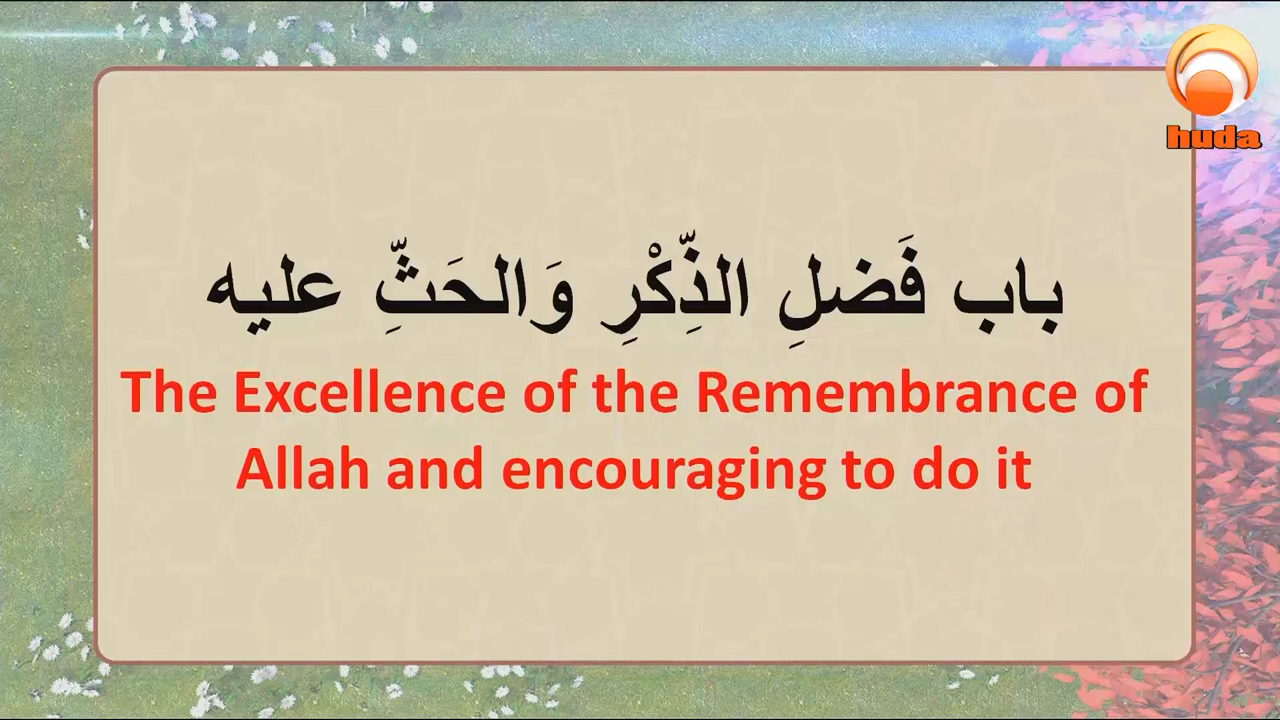 huda
باب فَضلِ الذِّكْرِ وَالحَثِّ عليه
The Excellence of the Remembrance of
Allah and encouraging to do it